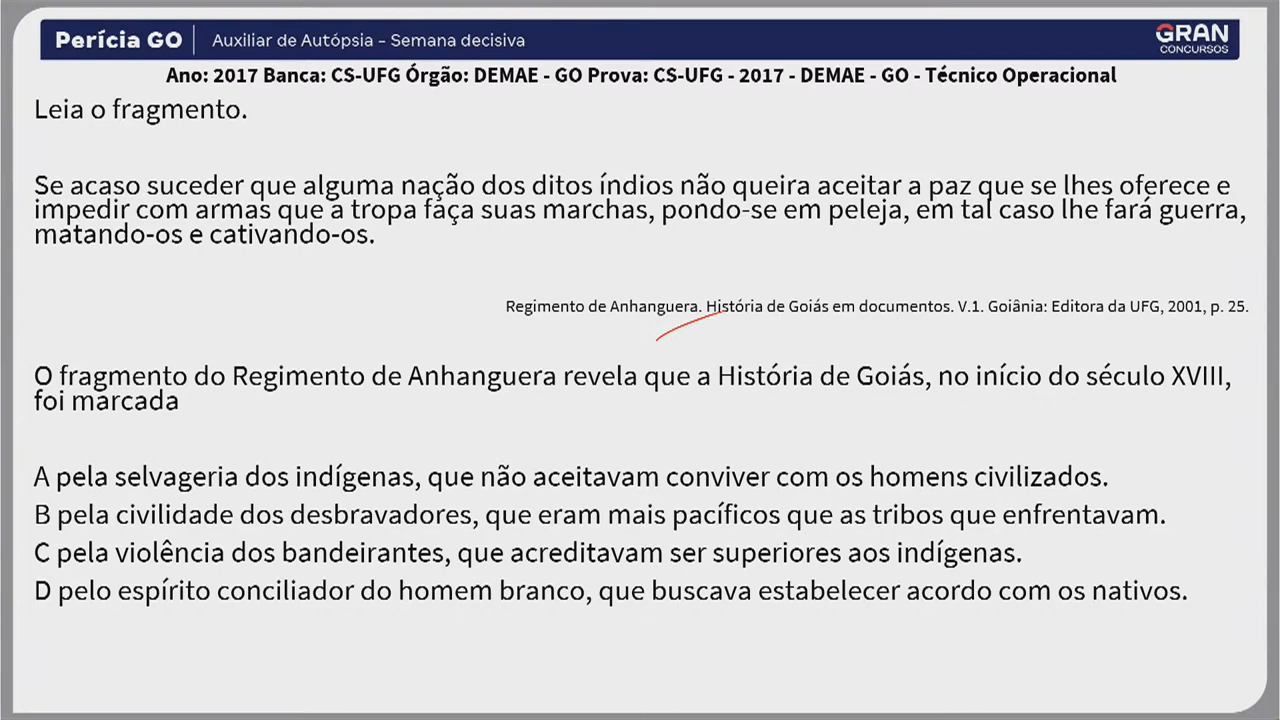 Perícia GO
Auxiliar de Autópsia – Semana decisiva
GRAN
CONCURSOS
Ano: 2017 Banca: CS-UFG Órgão: DEMAE - GO Prova: CS-UFG - 2017 - DEMAE - GO - Técnico Operacional
Leia o fragmento.
Se acaso suceder que alguma nação dos ditos índios não queira aceitar a paz que se lhes oferece e
impedir com armas que a tropa faça suas marchas, pondo-se em peleja, em tal caso lhe fará guerra,
matando-os e cativando-os.
Regimento de Anhanguera. História de Goiás em documentos. V.1. Goiânia: Editora da UFG, 2001, p. 25.
O fragmento do Regimento de Anhanguera revela que a História de Goiás, no início do século XVIII,
foi marcada
A pela selvageria dos indígenas, que não aceitavam conviver com os homens civilizados.
B pela civilidade dos desbravadores, que eram mais pacíficos que as tribos que enfrentavam.
C pela violência dos bandeirantes, que acreditavam ser superiores aos indígenas.
D pelo espírito conciliador do homem branco, que buscava estabelecer acordo com os nativos.